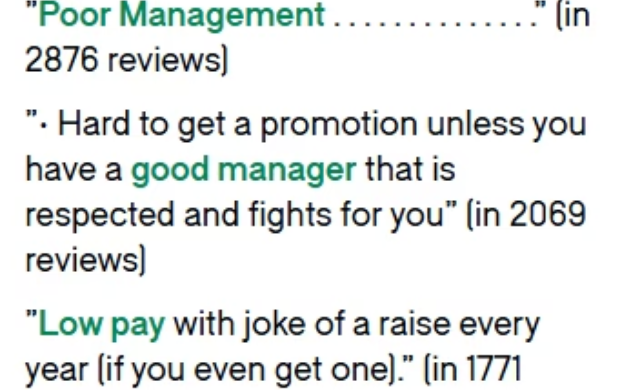 "Poor Management . . . . . . . . . . . . . ." (in
2876 reviews)
"· Hard to get a promotion unless you
have a good manager that is
respected and fights for you" (in 2069
reviews)
"Low pay with joke of a raise every
year (if you even get one)." (in 1771